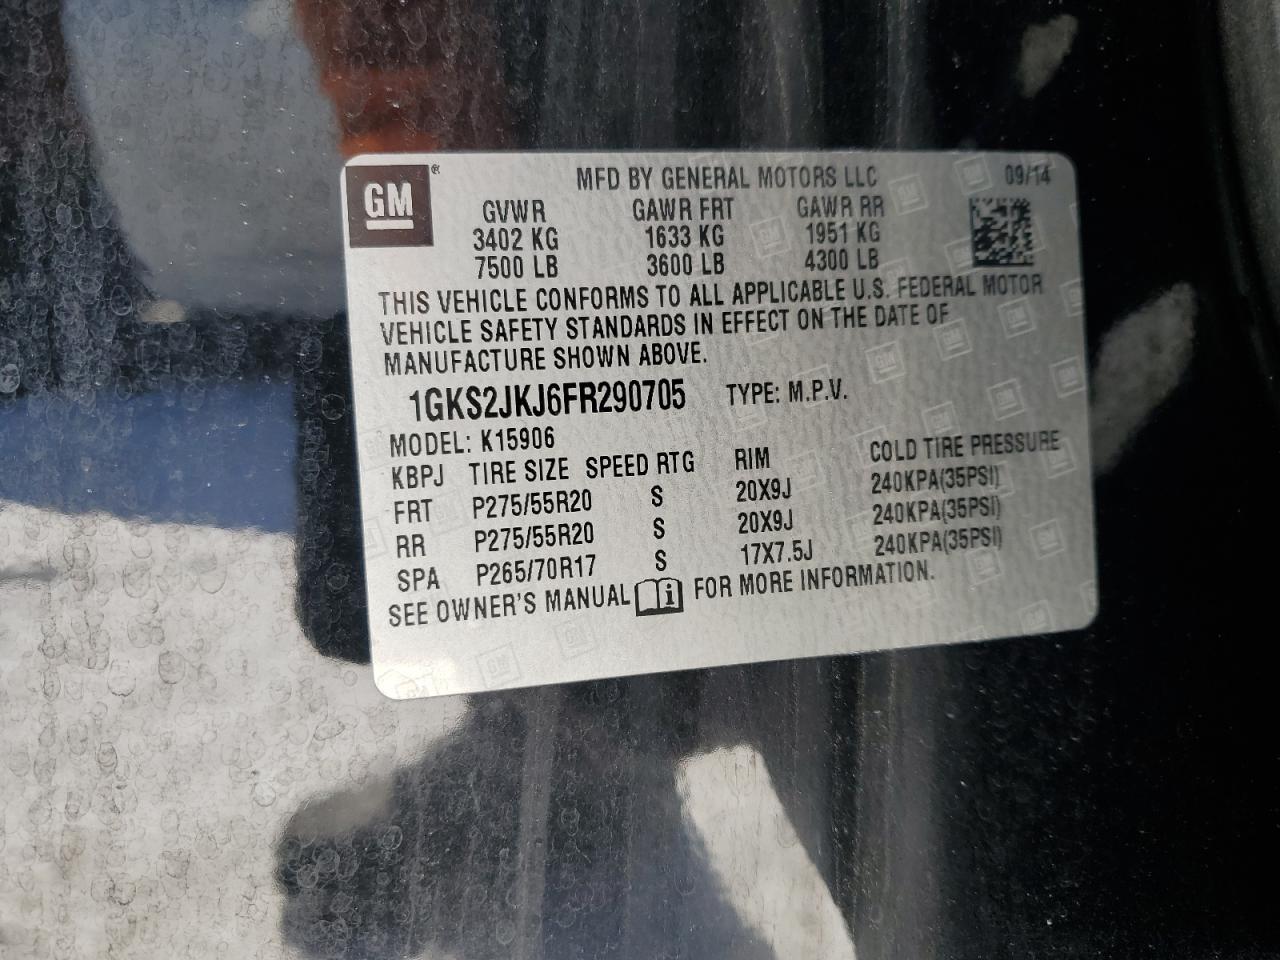 GM®
MFD BY GENERAL MOTORS LLC 09/14
GVWR GAWR FRT GAWR RR
3402 KG 1633 KG 1951 KG
7500 LB 3600 LB 4300 LB
THIS VEHICLE CONFORMS TO ALL APPLICABLE U.S. FEDERAL MOTOR
VEHICLE SAFETY STANDARDS IN EFFECT ON THE DATE OF
MANUFACTURE SHOWN ABOVE.
1GKS2JKJ6FR290705 TYPE: M.P.V.
MODEL: K15906
KBPJ TIRE SIZE SPEED RTG RIM COLD TIRE PRESSURE
FRT P275/55R20 S 20X9J 240KPA(35PSI)
RR P275/55R20 S 20X9J 240KPA(35PSI)
SPA P265/70R17 S 17X7.5J 240KPA(35PSI)
SEE OWNER'S MANUAL i FOR MORE INFORMATION.